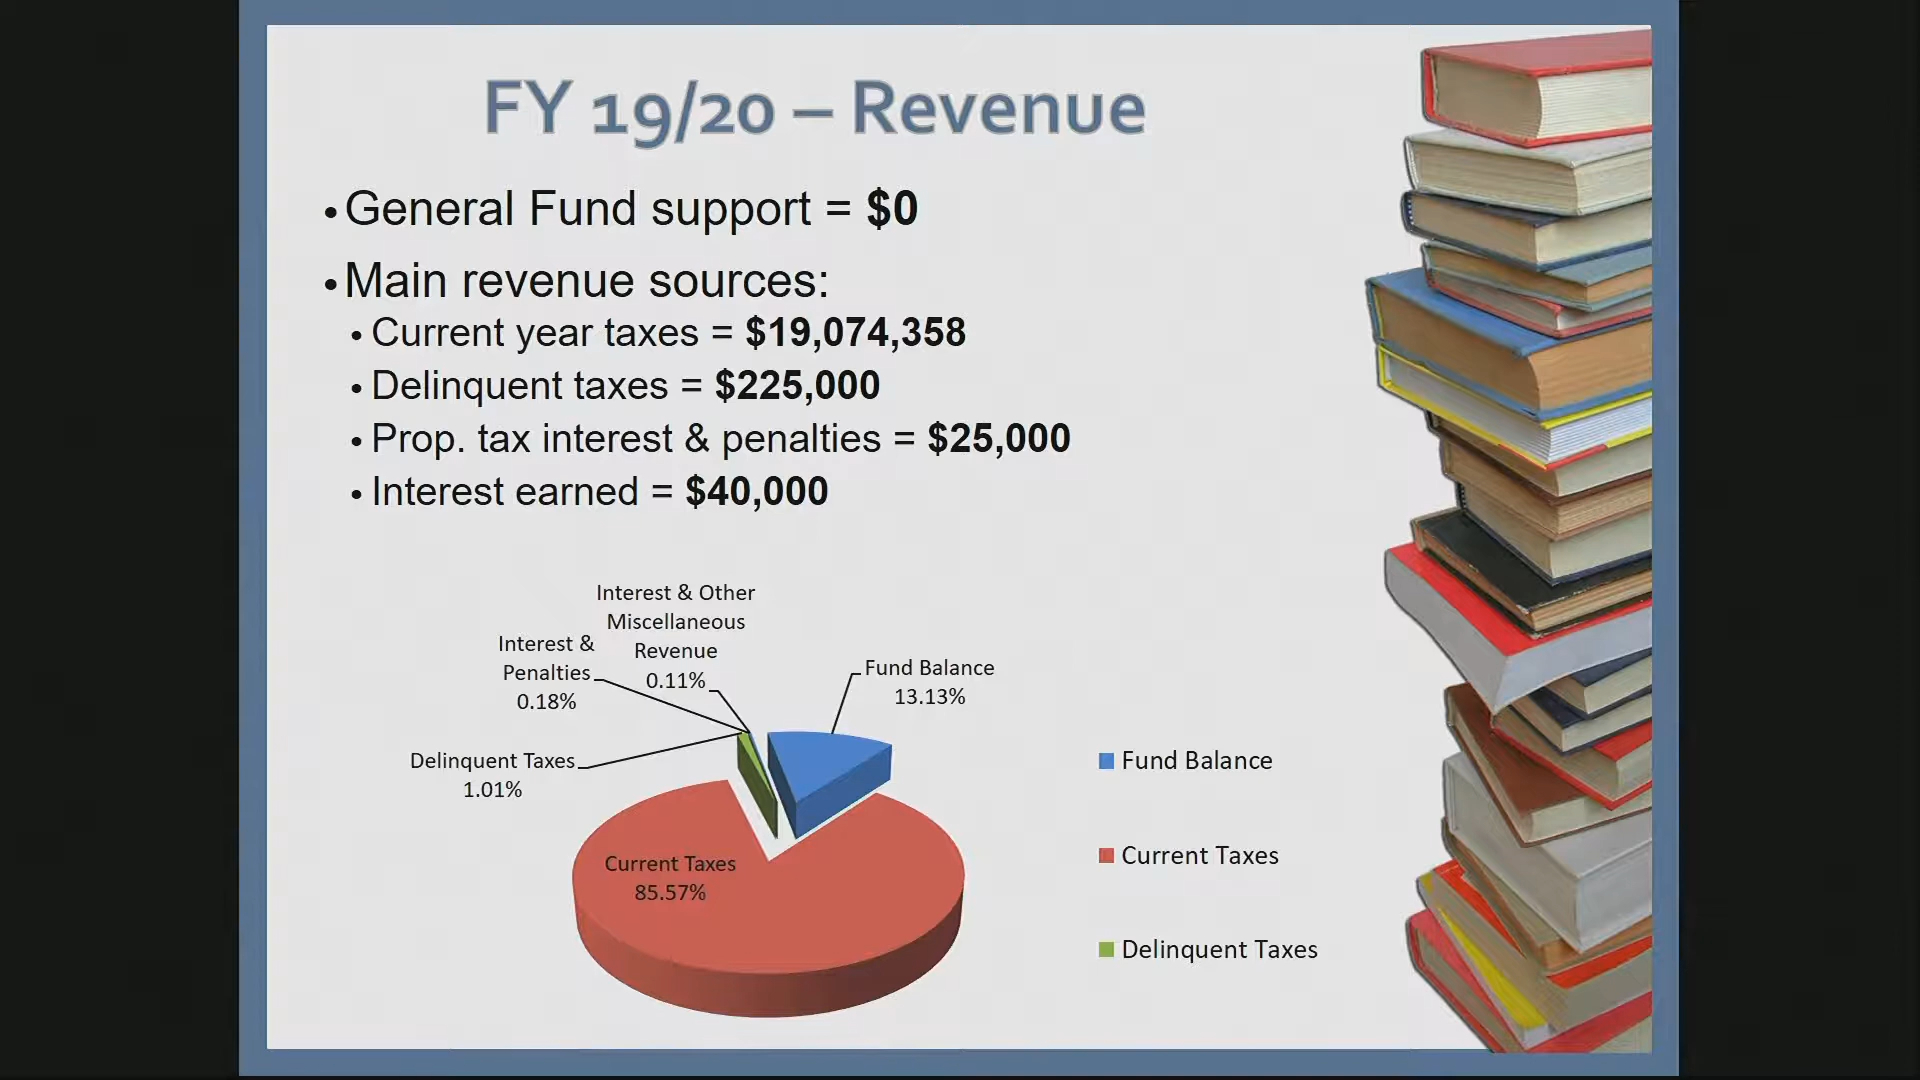 FY 19/20 – Revenue
• General Fund support = $0
• Main revenue sources:
• Current year taxes = $19,074,358
• Delinquent taxes = $225,000
• Prop. tax interest & penalties = $25,000
• Interest earned = $40,000
Interest & Other
Miscellaneous
Revenue
0.11%
Interest &
Penalties
0.18%
Fund Balance
13.13%
Delinquent Taxes
1.01%
Current Taxes
85.57%
Fund Balance
Current Taxes
Delinquent Taxes